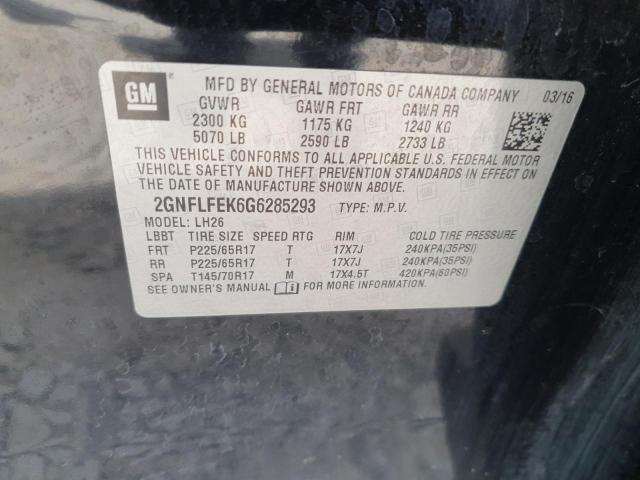 GM
MFD BY GENERAL MOTORS OF CANADA COMPANY 03/16
GVWR GAWR FRT GAWR RR
2300 KG 1175 KG 1240 KG
5070 LB 2590 LB 2733 LB
THIS VEHICLE CONFORMS TO ALL APPLICABLE U.S. FEDERAL MOTOR
VEHICLE SAFETY AND THEFT PREVENTION STANDARDS IN EFFECT ON
THE DATE OF MANUFACTURE SHOWN ABOVE.
2GNFLFEK6G6285293 TYPE: M.P.V.
MODEL: LH26
LBBT TIRE SIZE SPEED RTG RIM COLD TIRE PRESSURE
FRT P225/65R17 T 17X7J 240KPA(35PSI)
RR P225/65R17 T 17X7J 240KPA(35PSI)
SPA T145/70R17 M 17X4.5T 420KPA(60PSI)
SEE OWNER'S MANUAL i FOR MORE INFORMATION.